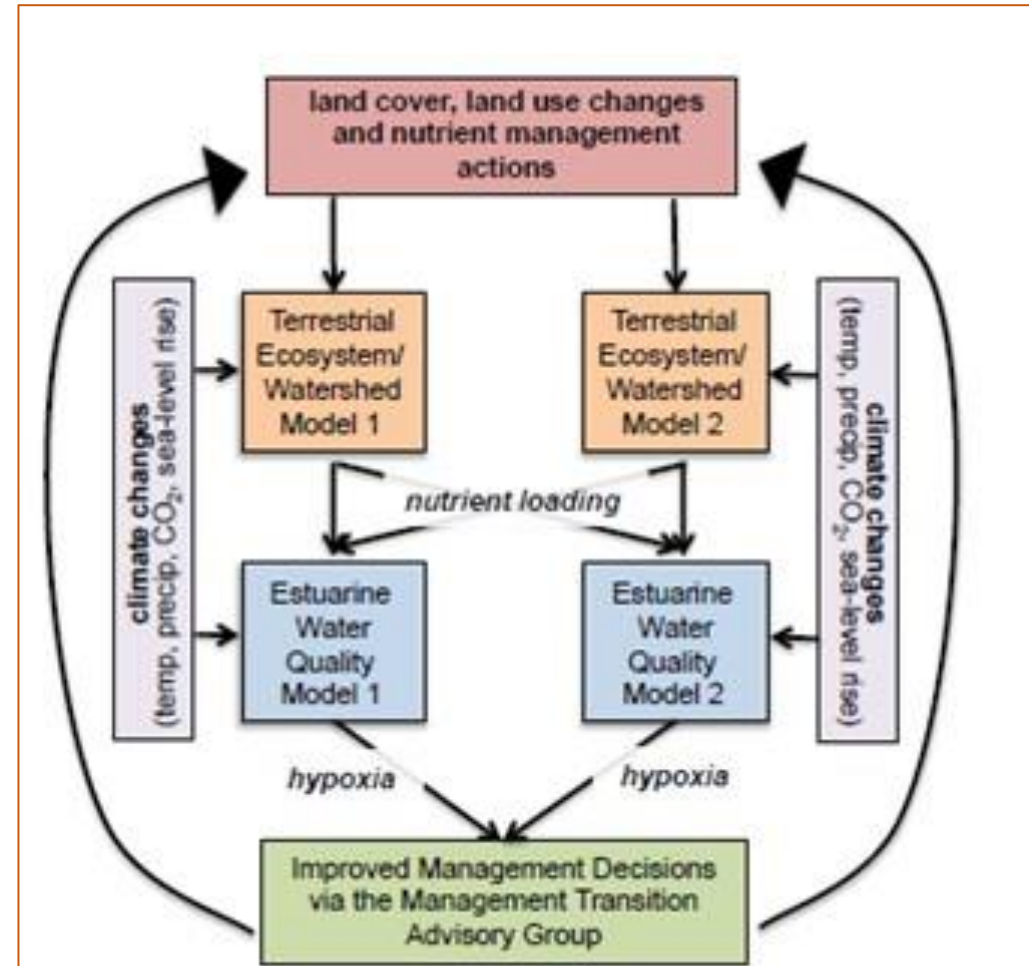 land cover, land use changes
and nutrient management
actions
climate changes
(temp, precip, CO₂, sea-level rise)
Terrestrial
Ecosystem/
Watershed
Model 1
Terrestrial
Ecosystem/
Watershed
Model 2
climate changes
(temp, precip, CO₂, sea-level rise)
nutrient loading
Estuarine
Water
Quality
Model 1
Estuarine
Water
Quality
Model 2
hypoxia
hypoxia
Improved Management Decisions
via the Management Transition
Advisory Group